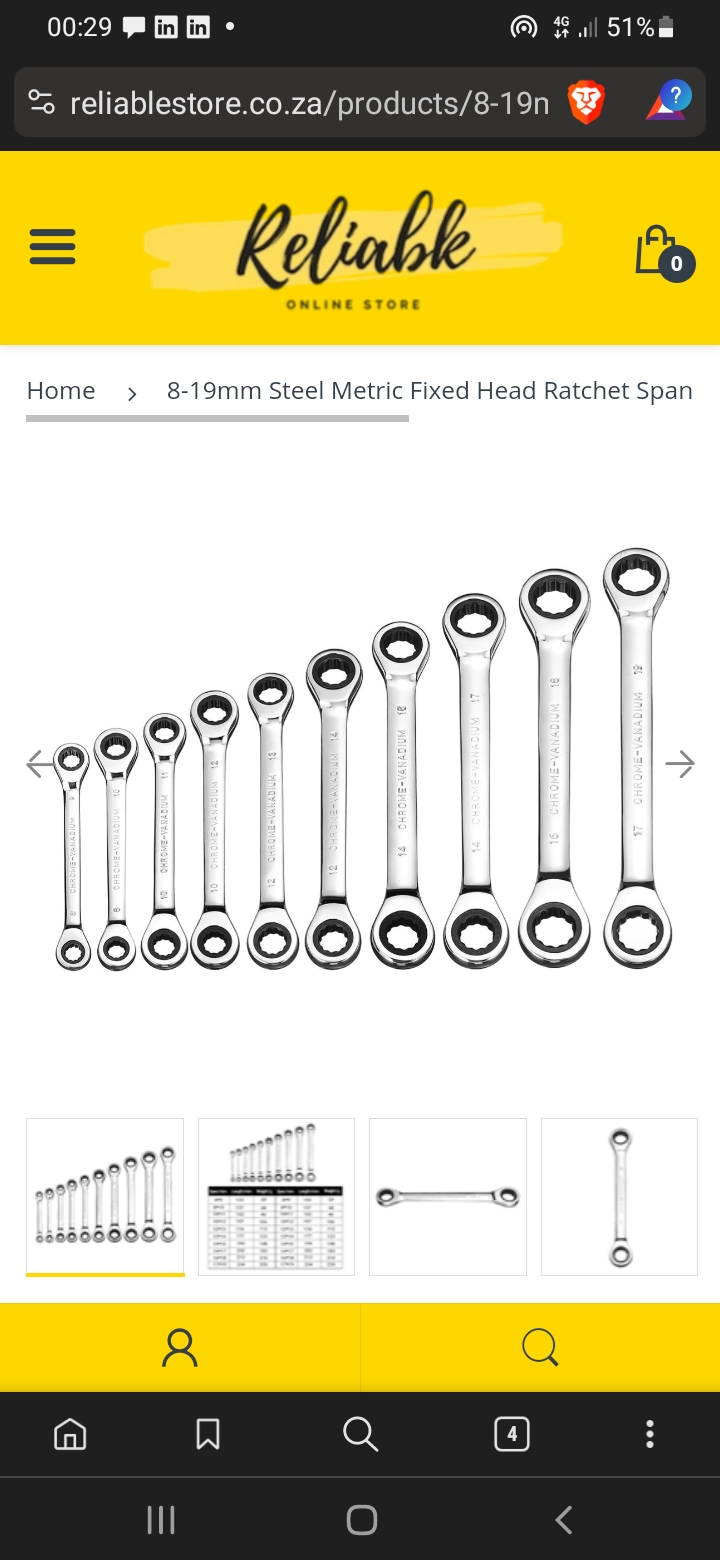 00:29
4G
51%
reliablestore.co.za/products/8-19n
?
Reliable
ONLINE STORE
0
Home > 8-19mm Steel Metric Fixed Head Ratchet Span
9 CHROME-VANADIUM 8
10 CHROME-VANADIUM 8
11 CHROME-VANADIUM 10
12 CHROME-VANADIUM 10
13 CHROME-VANADIUM 12
14 CHROME-VANADIUM 12
16 CHROME-VANADIUM 14
17 CHROME-VANADIUM 14
18 CHROME-VANADIUM 16
19 CHROME-VANADIUM 17
4